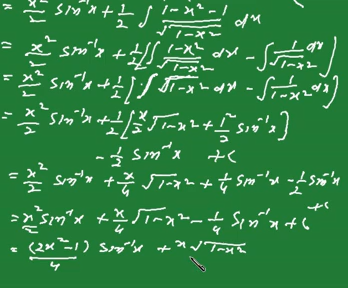 = x²/2 sin⁻¹x + 1/2 ∫ (1-x²-1)/√(1-x²) dx
= x²/2 sin⁻¹x + 1/2 [∫ (1-x²)/√(1-x²) dx - ∫ 1/√(1-x²) dx]
= x²/2 sin⁻¹x + 1/2 [∫ √(1-x²) dx - ∫ 1/√(1-x²) dx]
= x²/2 sin⁻¹x + 1/2 [x/2 √(1-x²) + 1²/2 sin⁻¹x]
- 1/2 sin⁻¹x + c
= x²/2 sin⁻¹x + x/4 √(1-x²) + 1/4 sin⁻¹x - 1/2 sin⁻¹x + c
= x²/2 sin⁻¹x + x/4 √(1-x²) - 1/4 sin⁻¹x + c
= (2x²-1)/4 sin⁻¹x + x √(1-x²)